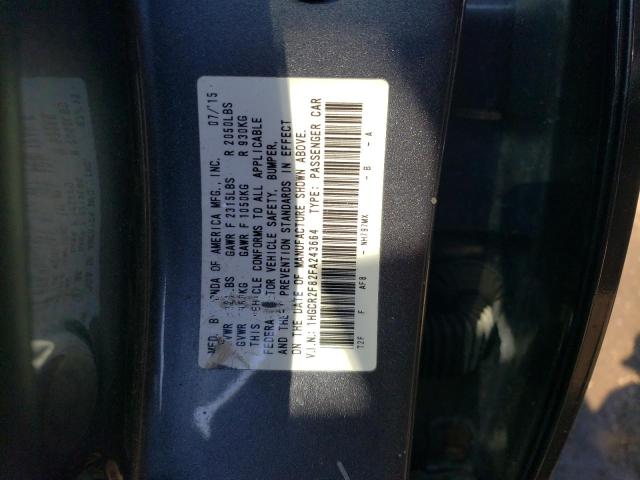 MFD. BY HONDA OF AMERICA MFG., INC. 07/'15
GVWR LBS GAWR F 2315LBS R 2050LBS
GVWR KG GAWR F 1050KG R 930KG
THIS VEHICLE CONFORMS TO ALL APPLICABLE
FEDERAL MOTOR VEHICLE SAFETY, BUMPER,
AND THEFT PREVENTION STANDARDS IN EFFECT
ON THE DATE OF MANUFACTURE SHOWN ABOVE.
V.I.N.: 1HGCR2F82FA243664 TYPE: PASSENGER CAR
T2F F AF8 NH797MX - B - A